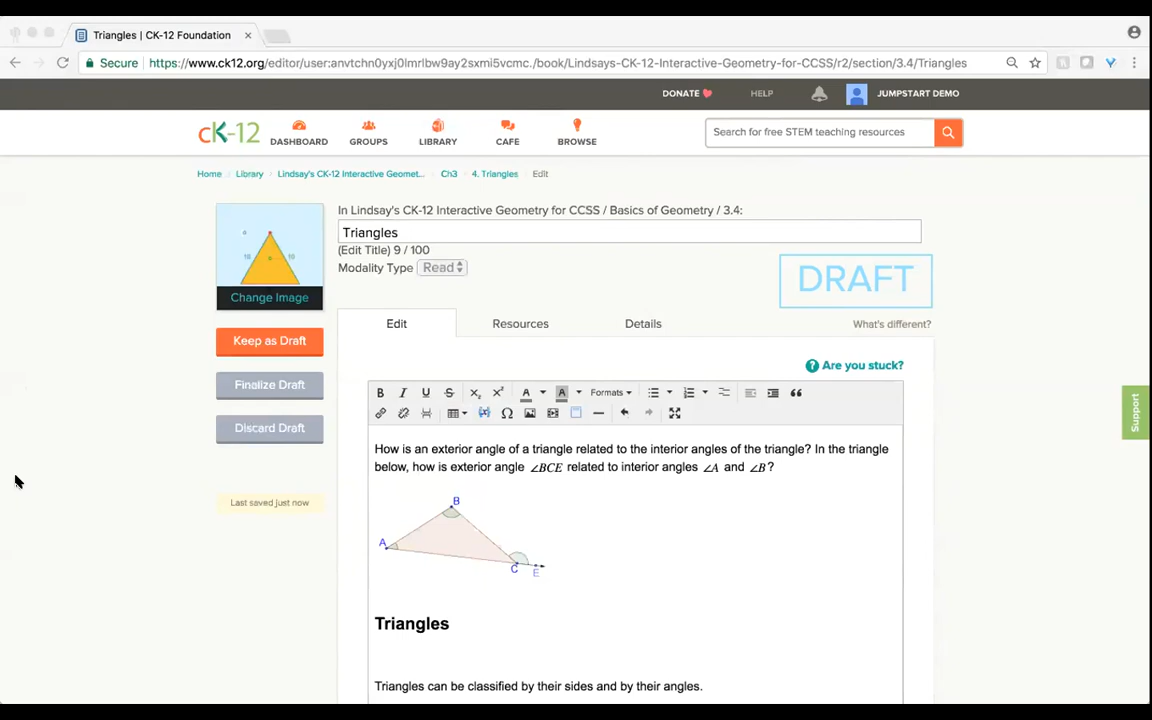 Triangles | CK-12 Foundation
Secure
https://www.ck12.org/editor/user:anvtchn0yxj0lmrlbw9ay2sxmi5vcmc./book/Lindsays-CK-12-Interactive-Geometry-for-CCSS/r2/section/3.4/Triangles
DONATE HELP JUMPSTART DEMO
cK-12 DASHBOARD GROUPS LIBRARY CAFE BROWSE
Search for free STEM teaching resources
Home Library Lindsay's CK-12 Interactive Geomet... Ch3 4. Triangles Edit
In Lindsay's CK-12 Interactive Geometry for CCSS / Basics of Geometry / 3.4:
Triangles
(Edit Title) 9 / 100
Modality Type Read
DRAFT
10 10
Change Image
Keep as Draft
Finalize Draft
Discard Draft
Last saved just now
Edit Resources Details What's different?
? Are you stuck?
B I U S X₂ X² A A Formats
How is an exterior angle of a triangle related to the interior angles of the triangle? In the triangle
below, how is exterior angle ∠BCE related to interior angles ∠A and ∠B?
B
A
C E
Triangles
Triangles can be classified by their sides and by their angles.
Support